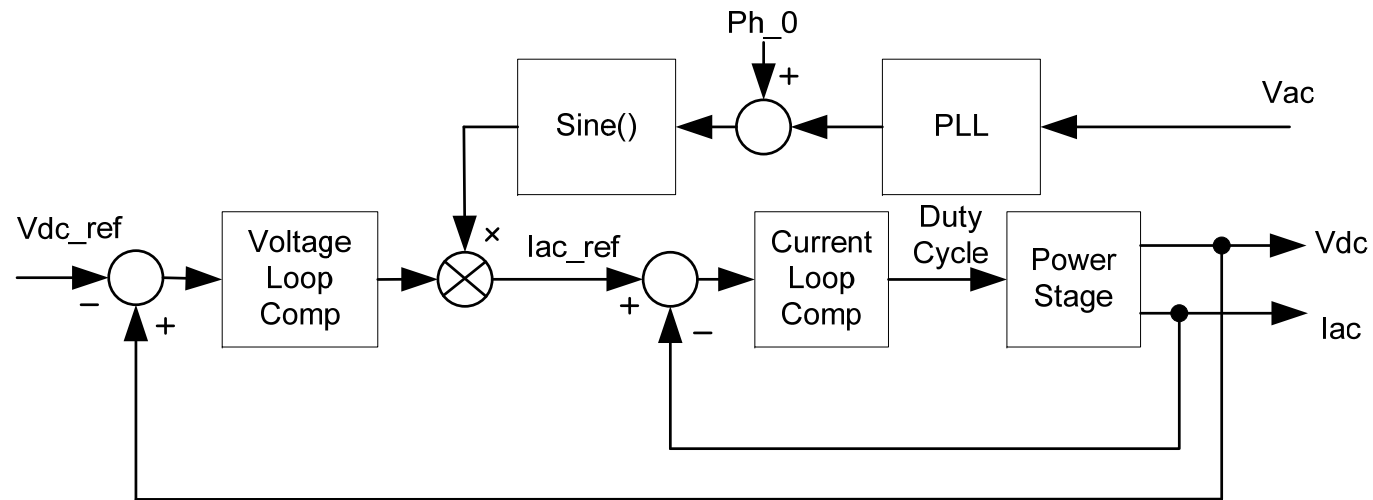 Ph_0
+
Sine()
PLL
Vac
Vdc_ref
−
+
Voltage
Loop
Comp
×
Iac_ref
+
−
Current
Loop
Comp
Duty
Cycle
Power
Stage
Vdc
Iac